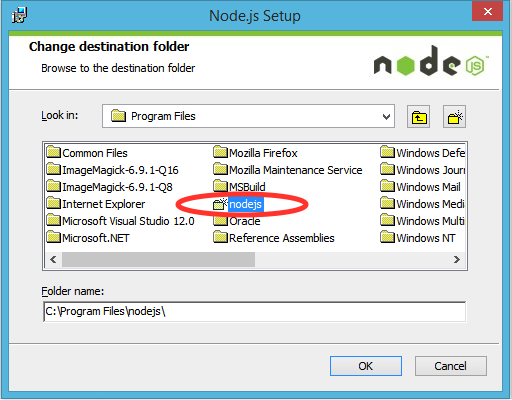 Node.js Setup
Change destination folder
Browse to the destination folder
node JS
Look in:
Program Files
Common Files
Mozilla Firefox
Windows Defe
ImageMagick-6.9.1-Q16
Mozilla Maintenance Service
Windows Jour
ImageMagick-6.9.1-Q8
MSBuild
Windows Mail
Internet Explorer
nodejs
Windows Media
Microsoft Visual Studio 12.0
Oracle
Windows Multi
Microsoft.NET
Reference Assemblies
Windows NT
Folder name:
C:\Program Files\nodejs\
OK
Cancel